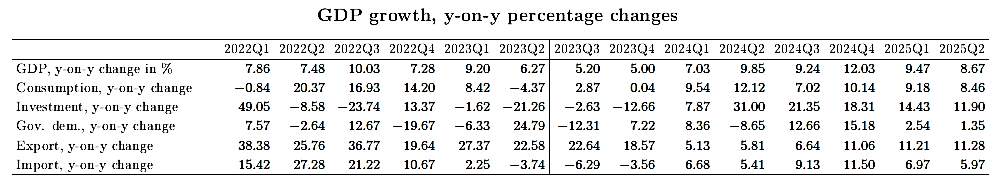 GDP growth, y-on-y percentage changes
2022Q1 2022Q2 2022Q3 2022Q4 2023Q1 2023Q2 2023Q3 2023Q4 2024Q1 2024Q2 2024Q3 2024Q4 2025Q1 2025Q2
GDP, y-on-y change in % 7.86 7.48 10.03 7.28 9.20 6.27 5.20 5.00 7.03 9.85 9.24 12.03 9.47 8.67
Consumption, y-on-y change −0.84 20.37 16.93 14.20 8.42 −4.37 2.87 0.04 9.54 12.12 7.02 10.14 9.18 8.46
Investment, y-on-y change 49.05 −8.58 −23.74 13.37 −1.62 −21.26 −2.63 −12.66 7.87 31.00 21.35 18.31 14.43 11.90
Gov. dem., y-on-y change 7.57 −2.64 12.67 −19.67 −6.33 24.79 −12.31 7.22 8.36 −8.65 12.66 15.18 2.54 1.35
Export, y-on-y change 38.38 25.76 36.77 19.64 27.37 22.58 22.64 18.57 5.13 5.81 6.64 11.06 11.21 11.28
Import, y-on-y change 15.42 27.28 21.22 10.67 2.25 −3.74 −6.29 −3.56 6.68 5.41 9.13 11.50 6.97 5.97